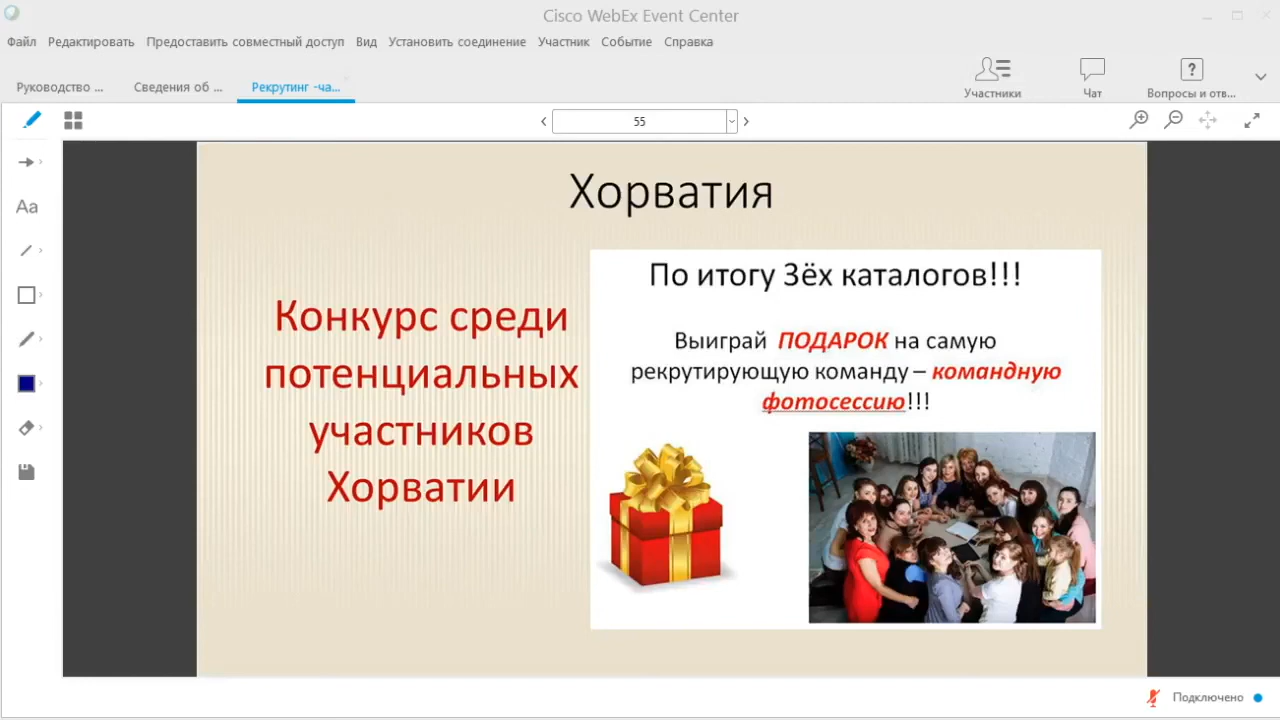 Cisco WebEx Event Center
Файл Редактировать Предоставить совместный доступ Вид Установить соединение Участник Событие Справка
Руководство ... Сведения об ... Рекрутинг -ча...
Участники Чат Вопросы и отв...
55
Aa
Хорватия
Конкурс среди
потенциальных
участников
Хорватии
По итогу 3ёх каталогов!!!
Выиграй ПОДАРОК на самую
рекрутирующую команду – командную
фотосессию!!!
Подключено